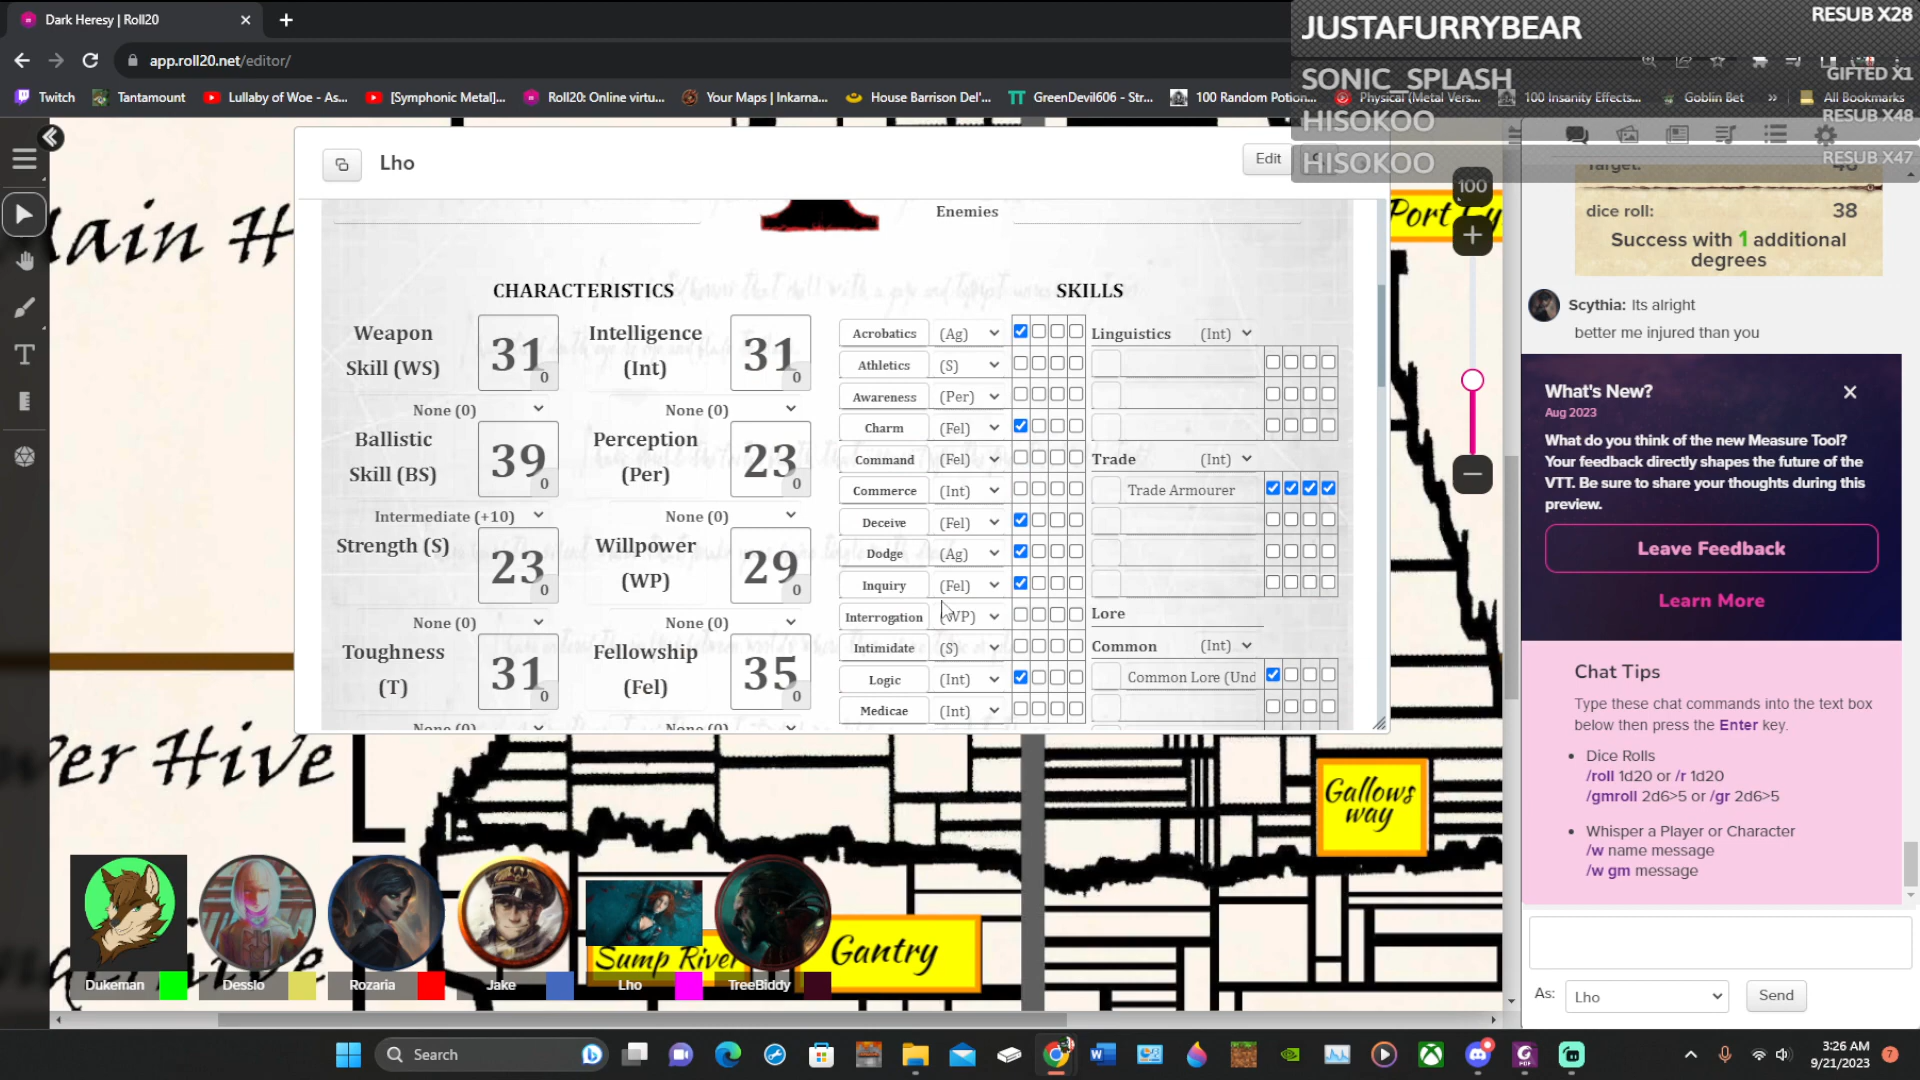 Dark Heresy | Roll20
JUSTAFURRYBEAR
RESUB X28
app.roll20.net/editor/
SONIC_SPLASH
GIFTED X1
Twitch
Tantamount
Lullaby of Woe - As...
[Symphonic Metal]...
Roll20: Online virtu...
Your Maps | Inkarna...
House Barrison Del'...
GreenDevil606 - Str...
100 Random Potion...
Physical (Metal Vers...
100 Insanity Effects...
Goblin Bet
»
All Bookmarks
HISOKOO
RESUB X48
HISOKOO
RESUB X47
Lho
Edit
100
Enemies
Port
CHARACTERISTICS
SKILLS
Weapon
Skill (WS)
31
0
None (0)
Intelligence
(Int)
31
0
None (0)
Ballistic
Skill (BS)
39
0
Intermediate (+10)
Perception
(Per)
23
0
None (0)
Strength (S)
23
0
None (0)
Willpower
(WP)
29
0
None (0)
Toughness
(T)
31
0
None (0)
Fellowship
(Fel)
35
0
None (0)
Acrobatics (Ag)
Athletics (S)
Awareness (Per)
Charm (Fel)
Command (Fel)
Commerce (Int)
Deceive (Fel)
Dodge (Ag)
Inquiry (Fel)
Interrogation (WP)
Intimidate (S)
Logic (Int)
Medicae (Int)
Linguistics (Int)
Trade (Int)
Trade Armourer
Lore
Common (Int)
Common Lore (Und
Target:
dice roll: 38
Success with 1 additional
degrees
Scythia: Its alright
better me injured than you
What's New?
Aug 2023
What do you think of the new Measure Tool?
Your feedback directly shapes the future of the
VTT. Be sure to share your thoughts during this
preview.
Leave Feedback
Learn More
Chat Tips
Type these chat commands into the text box
below then press the Enter key.
• Dice Rolls
/roll 1d20 or /r 1d20
/gmroll 2d6>5 or /gr 2d6>5
• Whisper a Player or Character
/w name message
/w gm message
As:
Lho
Send
Hive
Gallows
way
Sump River
Gantry
Dukeman
Desslo
Rozaria
Jake
Lho
TreeBiddy
Search
3:26 AM
9/21/2023
7